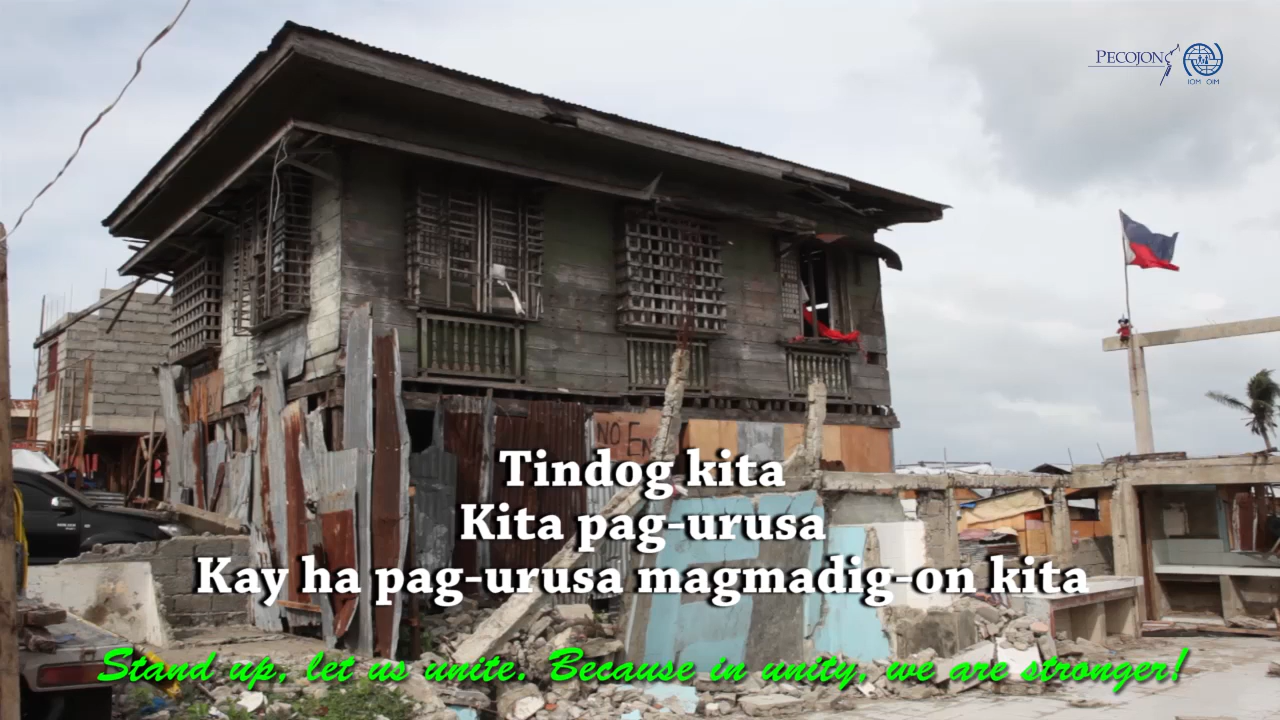 PECOJON
IOM OIM
NO EN
Tindog kita
Kita pag-urusa
Kay ha pag-urusa magmadig-on kita
Stand up, let us unite. Because in unity, we are stronger!